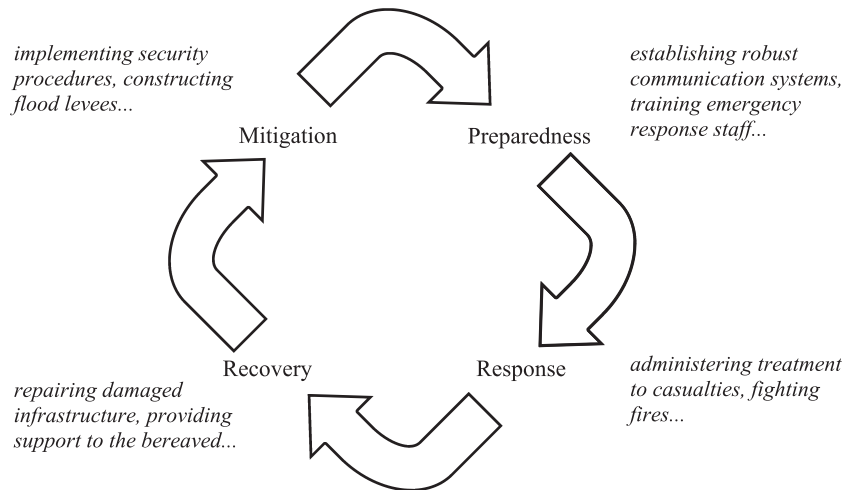 implementing security
procedures, constructing
flood levees...
establishing robust
communication systems,
training emergency
response staff...
Mitigation
Preparedness
Recovery
Response
repairing damaged
infrastructure, providing
support to the bereaved...
administering treatment
to casualties, fighting
fires...